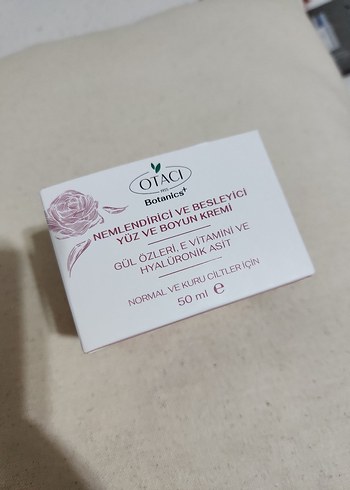 OTACI
Botanics+
NEMLENDİRİCİ VE BESLEYİCİ
YÜZ VE BOYUN KREMİ
GÜL ÖZLERİ, E VİTAMİNİ VE
HYALÜRONİK ASİT
NORMAL VE KURU CİLTLER İÇİN
50 ml ℮